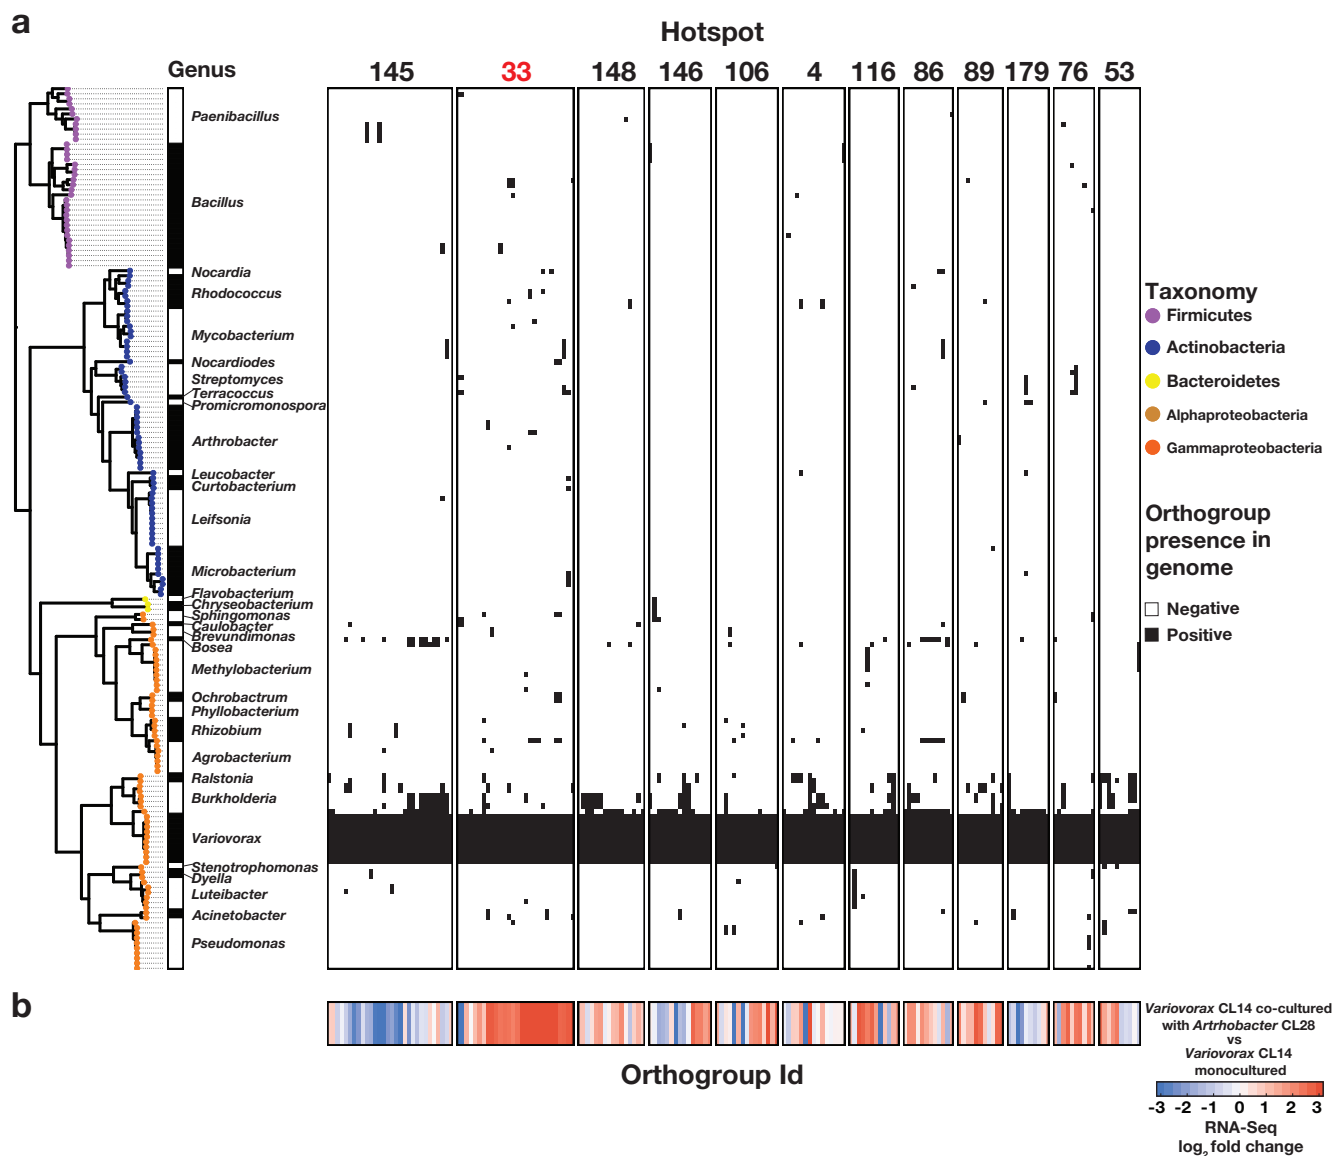 a
Hotspot
Genus
145 33 148 146 106 4 116 86 89 179 76 53
Paenibacillus
Bacillus
Nocardia
Rhodococcus
Mycobacterium
Nocardiodes
Streptomyces
Terracoccus
Promicromonospora
Arthrobacter
Leucobacter
Curtobacterium
Leifsonia
Microbacterium
Flavobacterium
Chryseobacterium
Sphingomonas
Caulobacter
Brevundimonas
Bosea
Methylobacterium
Ochrobactrum
Phyllobacterium
Rhizobium
Agrobacterium
Ralstonia
Burkholderia
Variovorax
Stenotrophomonas
Dyella
Luteibacter
Acinetobacter
Pseudomonas
Taxonomy
Firmicutes
Actinobacteria
Bacteroidetes
Alphaproteobacteria
Gammaproteobacteria
Orthogroup
presence in
genome
Negative
Positive
b
Orthogroup Id
Variovorax CL14 co-cultured
with Artrhobacter CL28
vs
Variovorax CL14
monocultured
-3 -2 -1 0 1 2 3
RNA-Seq
log2 fold change